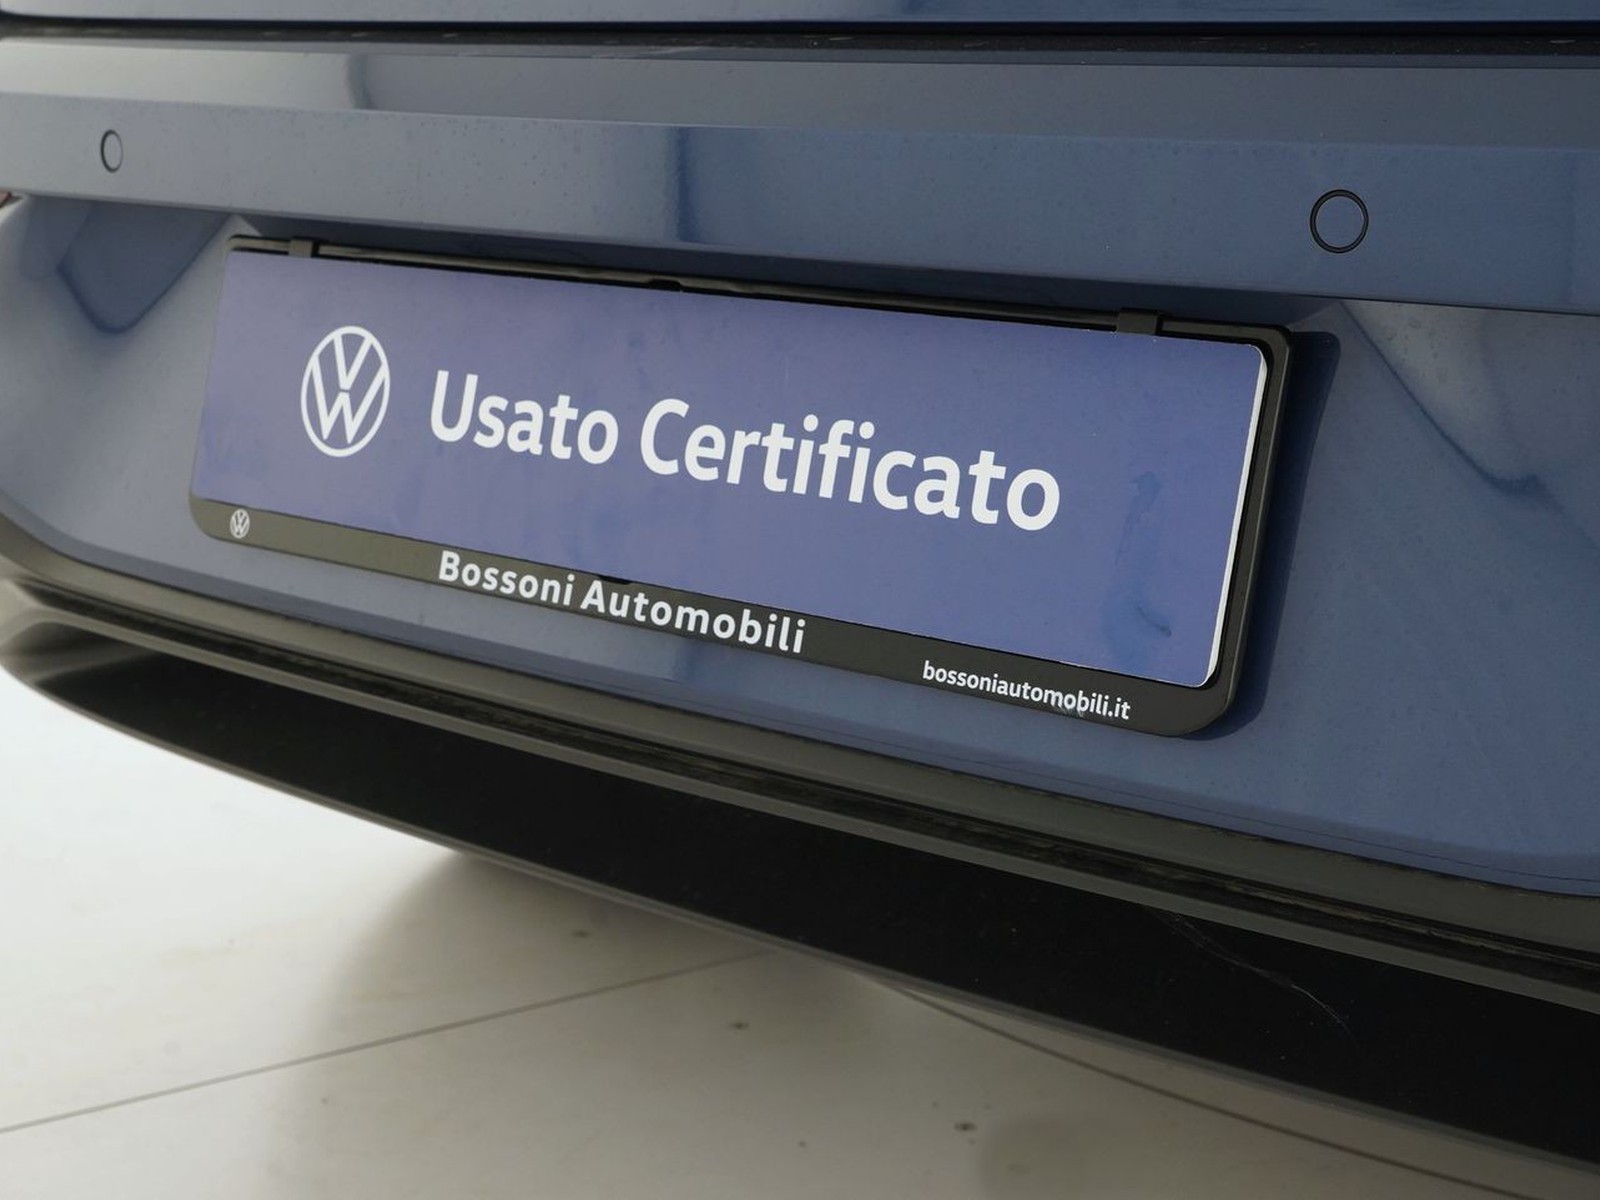 Usato Certificato
Bossoni Automobili
bossoniautomobili.it